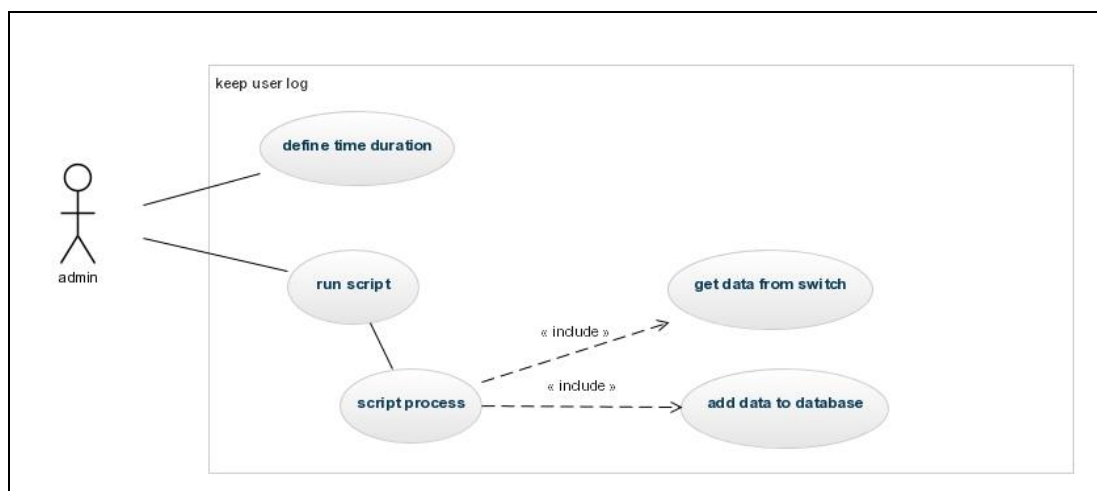 keep user log
define time duration
admin
run script
get data from switch
« include »
« include »
script process
add data to database